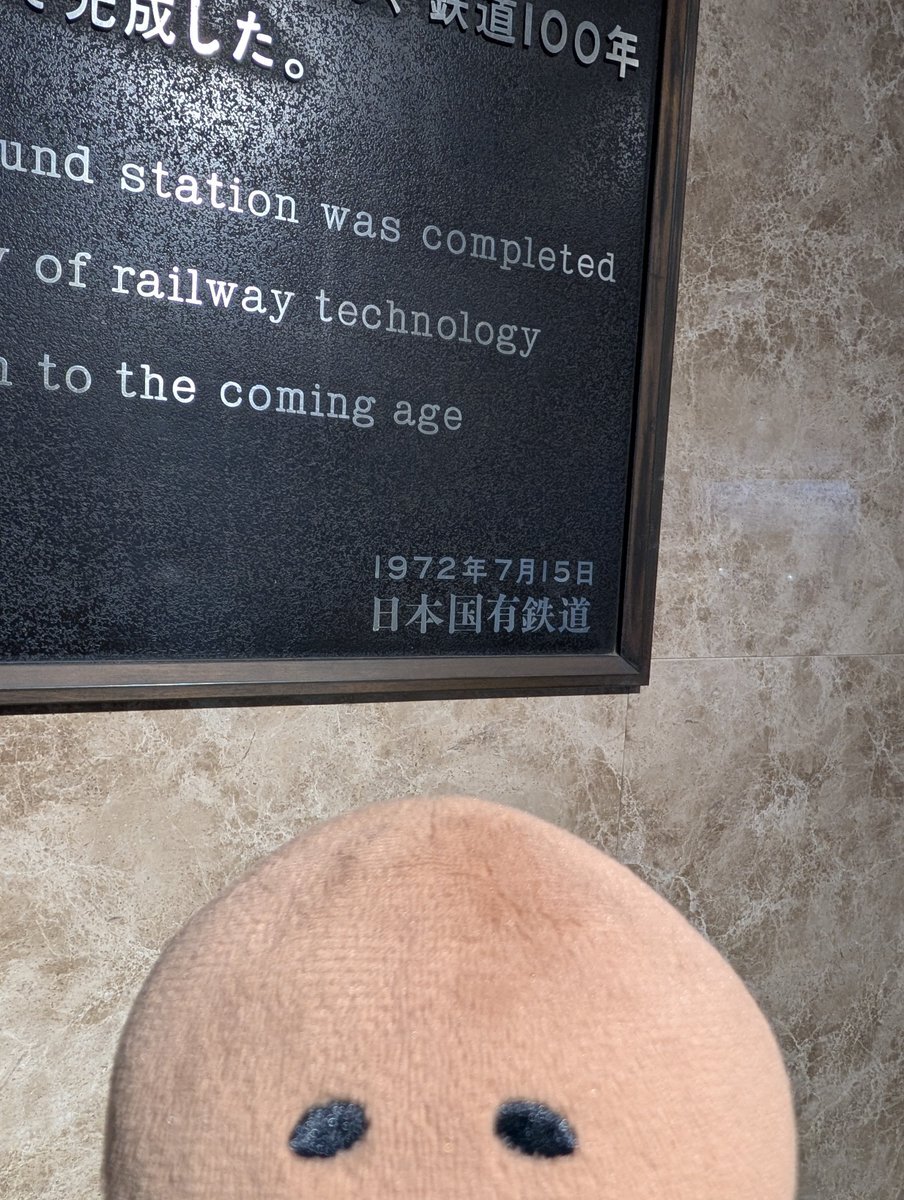 完成した。
鉄道100年
und station was completed
of railway technology
to the coming age
1972年7月15日
日本国有鉄道